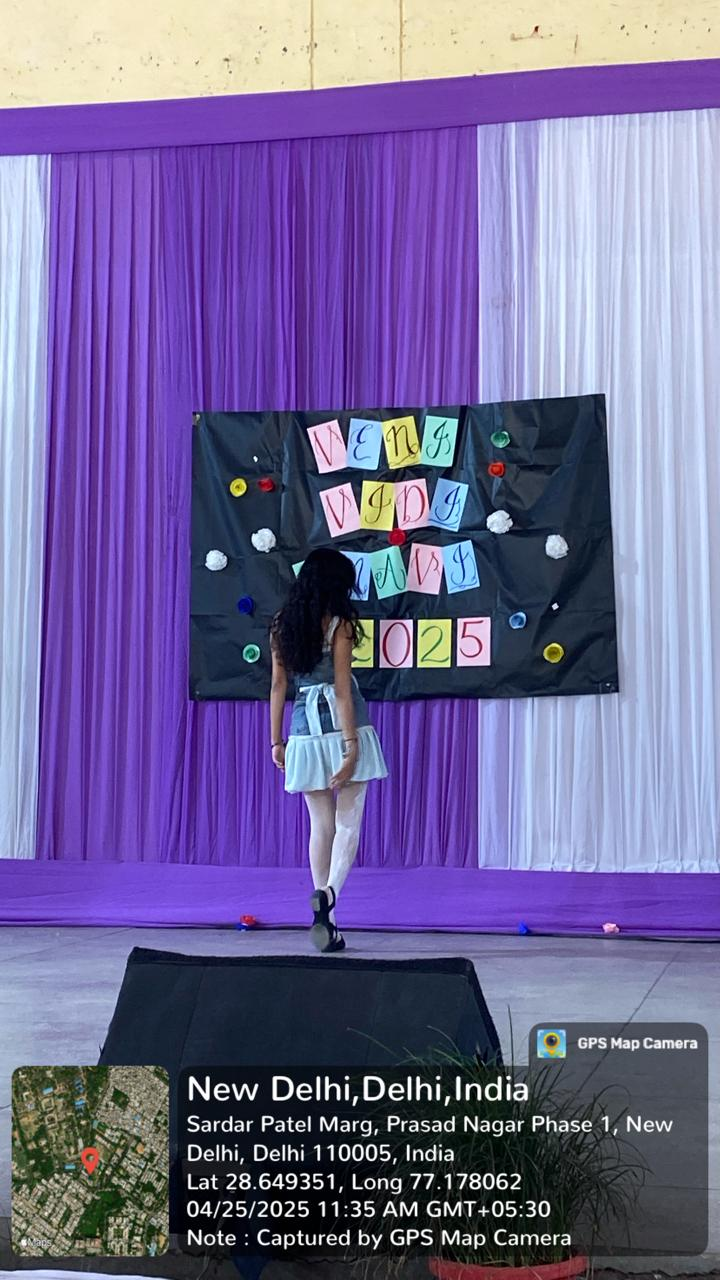 VENI
VIDI
AVI
2025
GPS Map Camera
New Delhi,Delhi,India
Sardar Patel Marg, Prasad Nagar Phase 1, New
Delhi, Delhi 110005, India
Lat 28.649351, Long 77.178062
04/25/2025 11:35 AM GMT+05:30
Note : Captured by GPS Map Camera
Maps